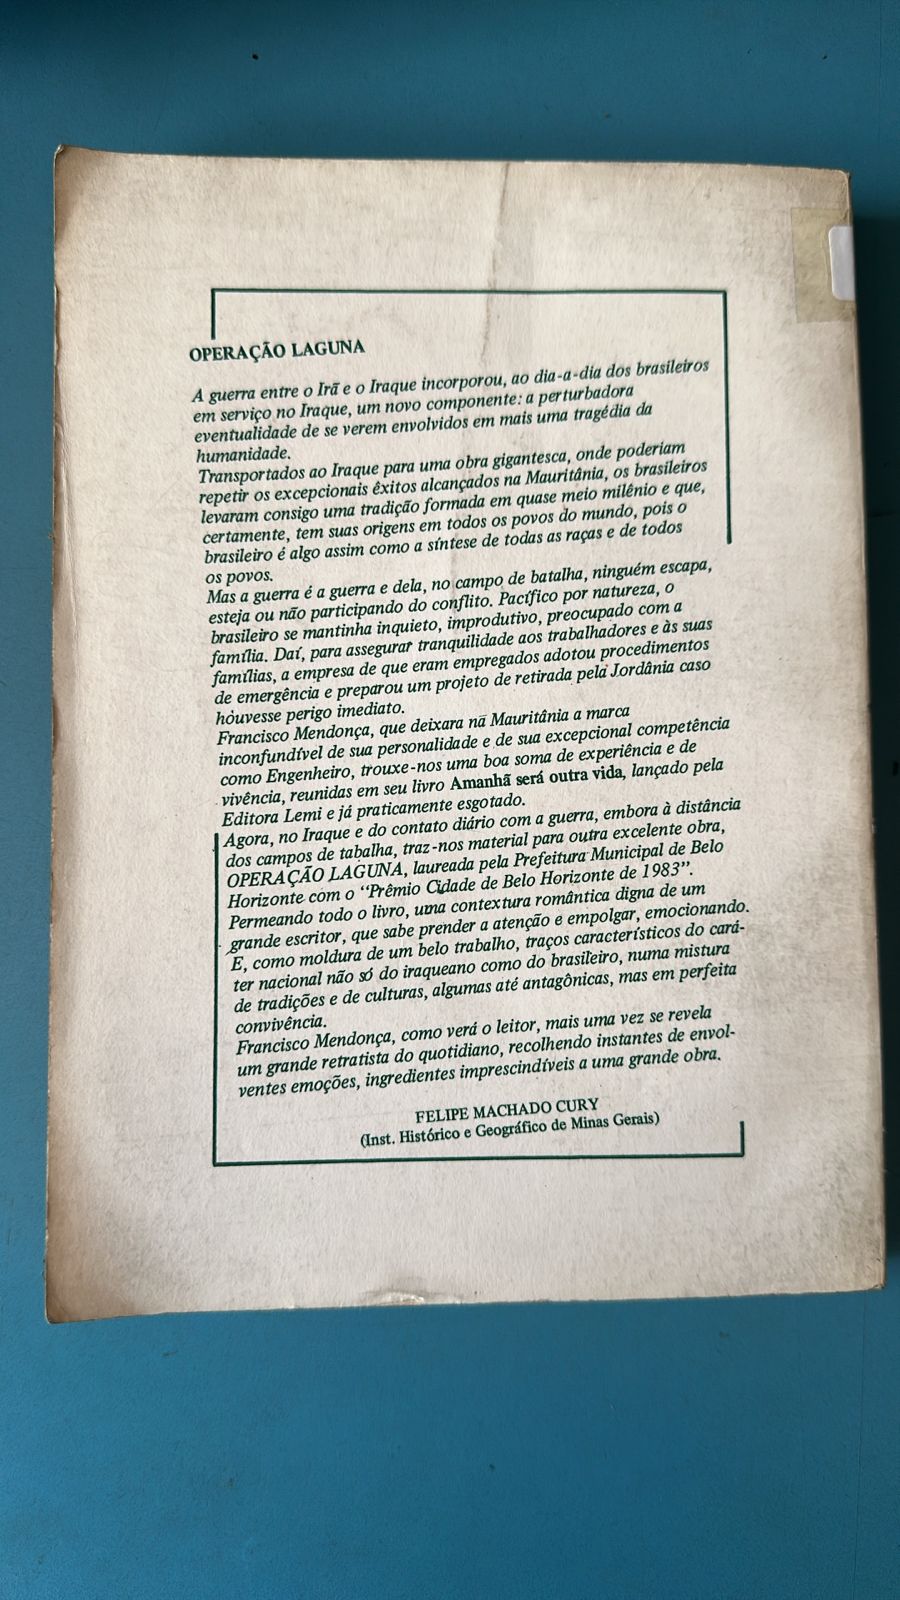 OPERAÇÃO LAGUNA
A guerra entre o Irã e o Iraque incorporou, ao dia-a-dia dos brasileiros
em serviço no Iraque, um novo componente: a perturbadora
eventualidade de se verem envolvidos em mais uma tragédia da
humanidade.
Transportados ao Iraque para uma obra gigantesca, onde poderiam
repetir os excepcionais êxitos alcançados na Mauritânia, os brasileiros
levaram consigo uma tradição formada em quase meio milênio e que,
certamente, tem suas origens em todos os povos do mundo, pois o
brasileiro é algo assim como a síntese de todas as raças e de todos
os povos.
Mas a guerra é a guerra e dela, no campo de batalha, ninguém escapa,
esteja ou não participando do conflito. Pacífico por natureza, o
brasileiro se mantinha inquieto, improdutivo, preocupado com a
família. Daí, para assegurar tranquilidade aos trabalhadores e às suas
famílias, a empresa de que eram empregados adotou procedimentos
de emergência e preparou um projeto de retirada pela Jordânia caso
houvesse perigo imediato.
Francisco Mendonça, que deixara na Mauritânia a marca
inconfundível de sua personalidade e de sua excepcional competência
como Engenheiro, trouxe-nos uma boa soma de experiência e de
vivência, reunidas em seu livro Amanhã será outra vida, lançado pela
Editora Lemi e já praticamente esgotado.
Agora, no Iraque e do contato diário com a guerra, embora à distância
dos campos de tabalha, traz-nos material para outra excelente obra,
OPERAÇÃO LAGUNA, laureada pela Prefeitura Municipal de Belo
Horizonte com o “Prêmio Cidade de Belo Horizonte de 1983”.
Permeando todo o livro, uma contextura romântica digna de um
grande escritor, que sabe prender a atenção e empolgar, emocionando.
E, como moldura de um belo trabalho, traços característicos do cará-
ter nacional não só do iraqueano como do brasileiro, numa mistura
de tradições e de culturas, algumas até antagônicas, mas em perfeita
convivência.
Francisco Mendonça, como verá o leitor, mais uma vez se revela
um grande retratista do quotidiano, recolhendo instantes de envol-
ventes emoções, ingredientes imprescindíveis a uma grande obra.
FELIPE MACHADO CURY
(Inst. Histórico e Geográfico de Minas Gerais)